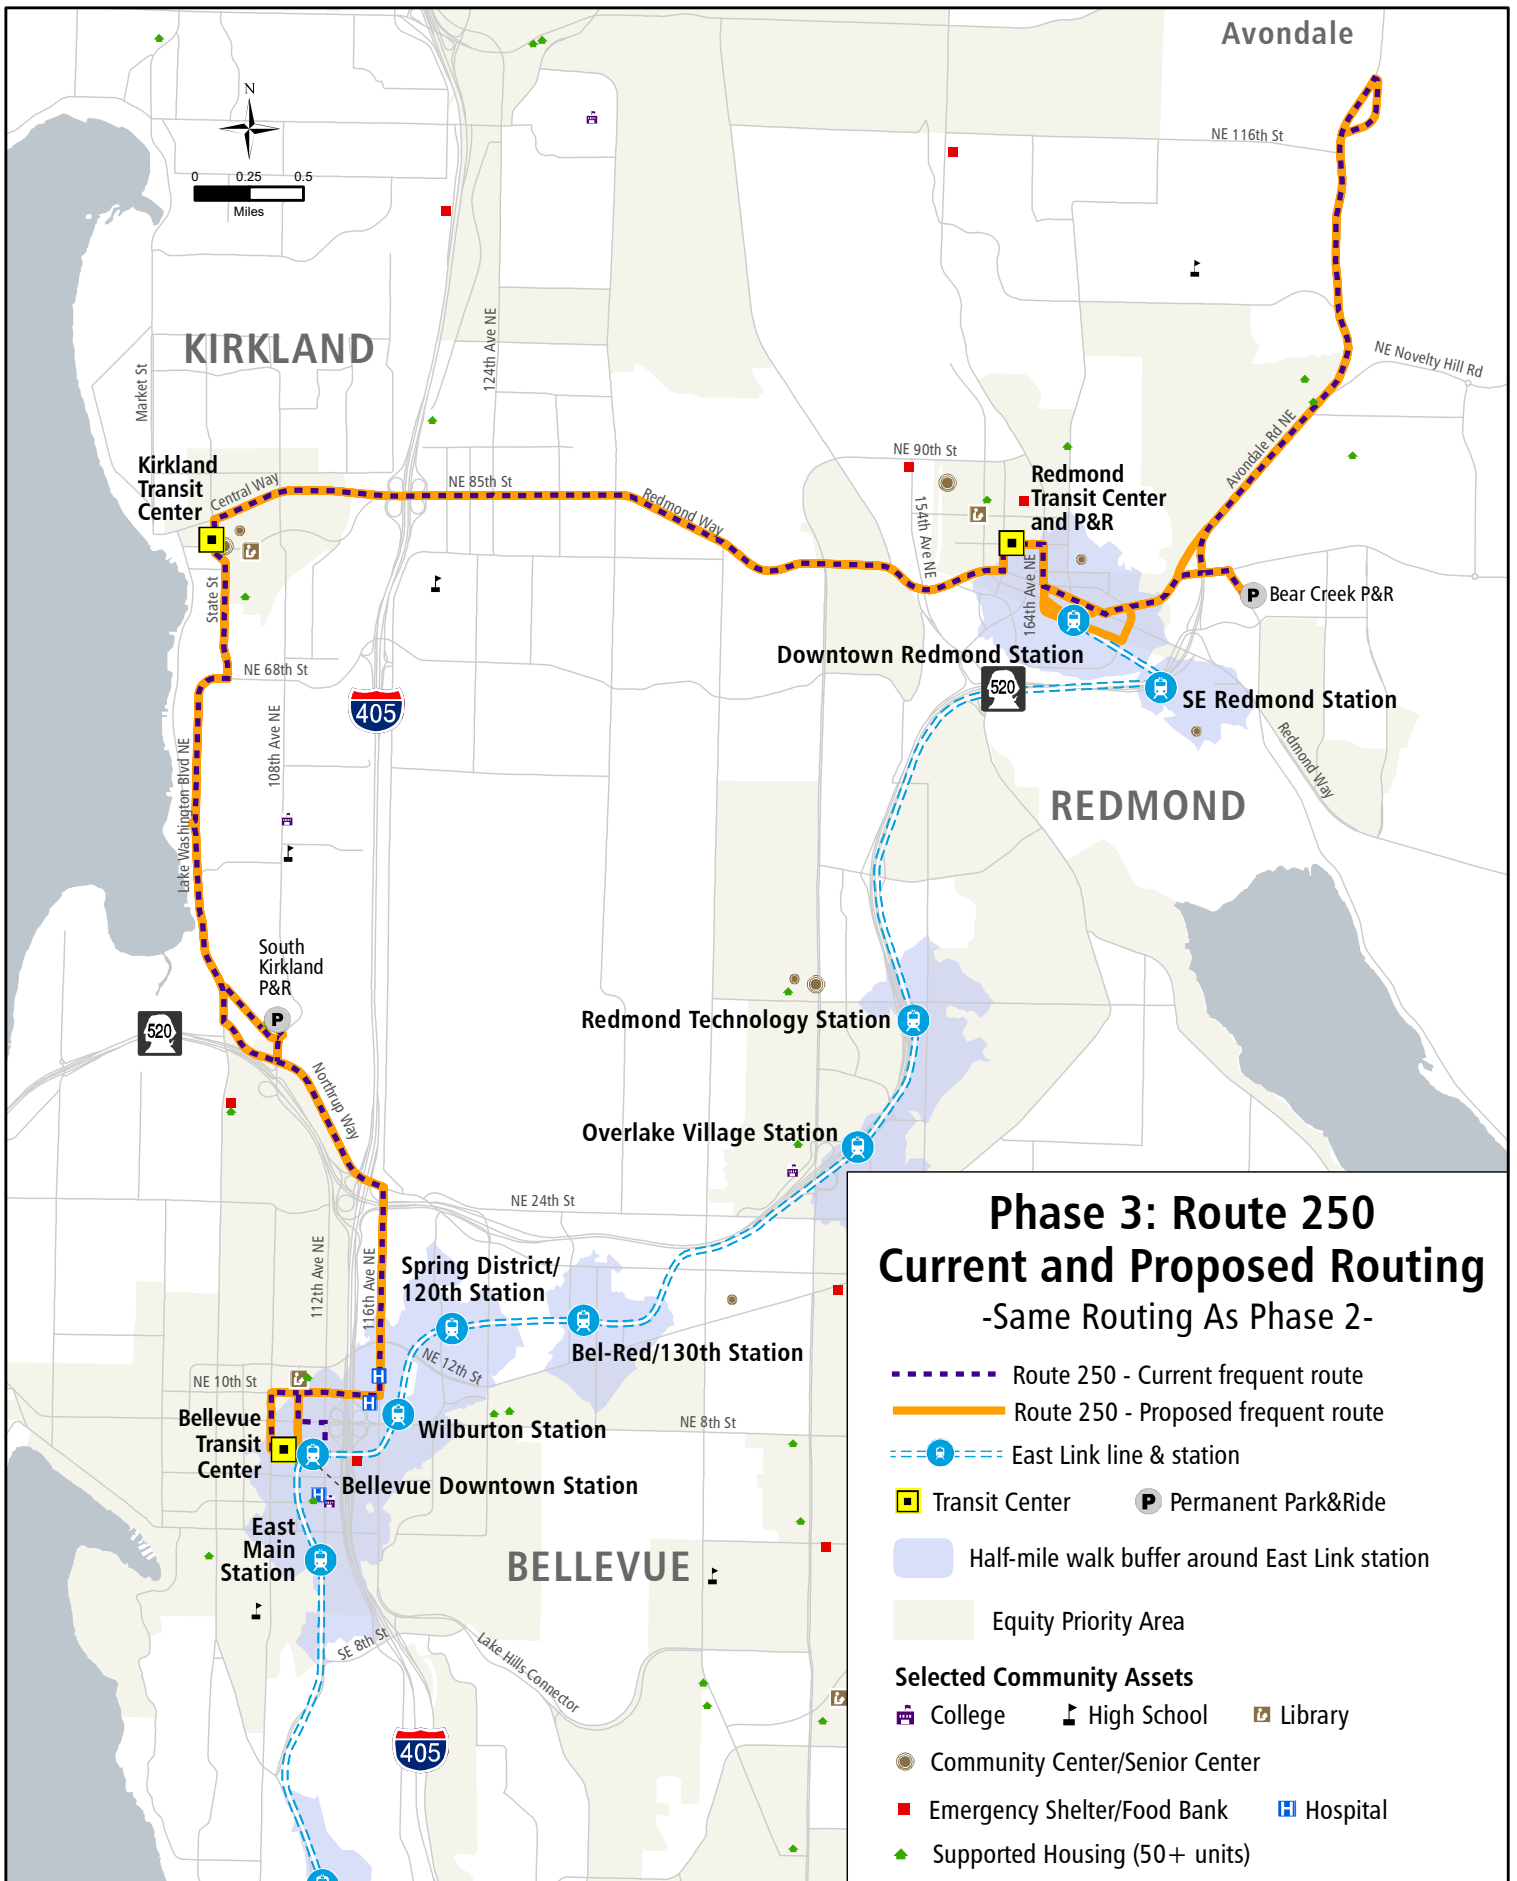 Avondale
N
0 0.25 0.5
Miles
NE 116th St
KIRKLAND
124th Ave NE
Market St
NE Novelty Hill Rd
Avondale Rd NE
Kirkland
Transit
Center
Central Way
NE 85th St
Redmond Way
NE 90th St
154th Ave NE
Redmond
Transit Center
and P&R
164th Ave NE
P
Bear Creek P&R
State St
NE 68th St
Downtown Redmond Station
520
SE Redmond Station
405
108th Ave NE
Lake Washington Blvd NE
Redmond Way
REDMOND
South
Kirkland
P&R
P
520
Redmond Technology Station
Northrup Way
Overlake Village Station
NE 24th St
112th Ave NE
116th Ave NE
Spring District/
120th Station
Bel-Red/130th Station
NE 12th St
H
NE 10th St
H
Bellevue
Transit
Center
Wilburton Station
NE 8th St
Bellevue Downtown Station
H
East
Main
Station
BELLEVUE
SE 8th St
Lake Hills Connector
405
Phase 3: Route 250
Current and Proposed Routing
-Same Routing As Phase 2-
Route 250 - Current frequent route
Route 250 - Proposed frequent route
East Link line & station
Transit Center
P Permanent Park&Ride
Half-mile walk buffer around East Link station
Equity Priority Area
Selected Community Assets
College
High School
Library
Community Center/Senior Center
Emergency Shelter/Food Bank
H Hospital
Supported Housing (50+ units)